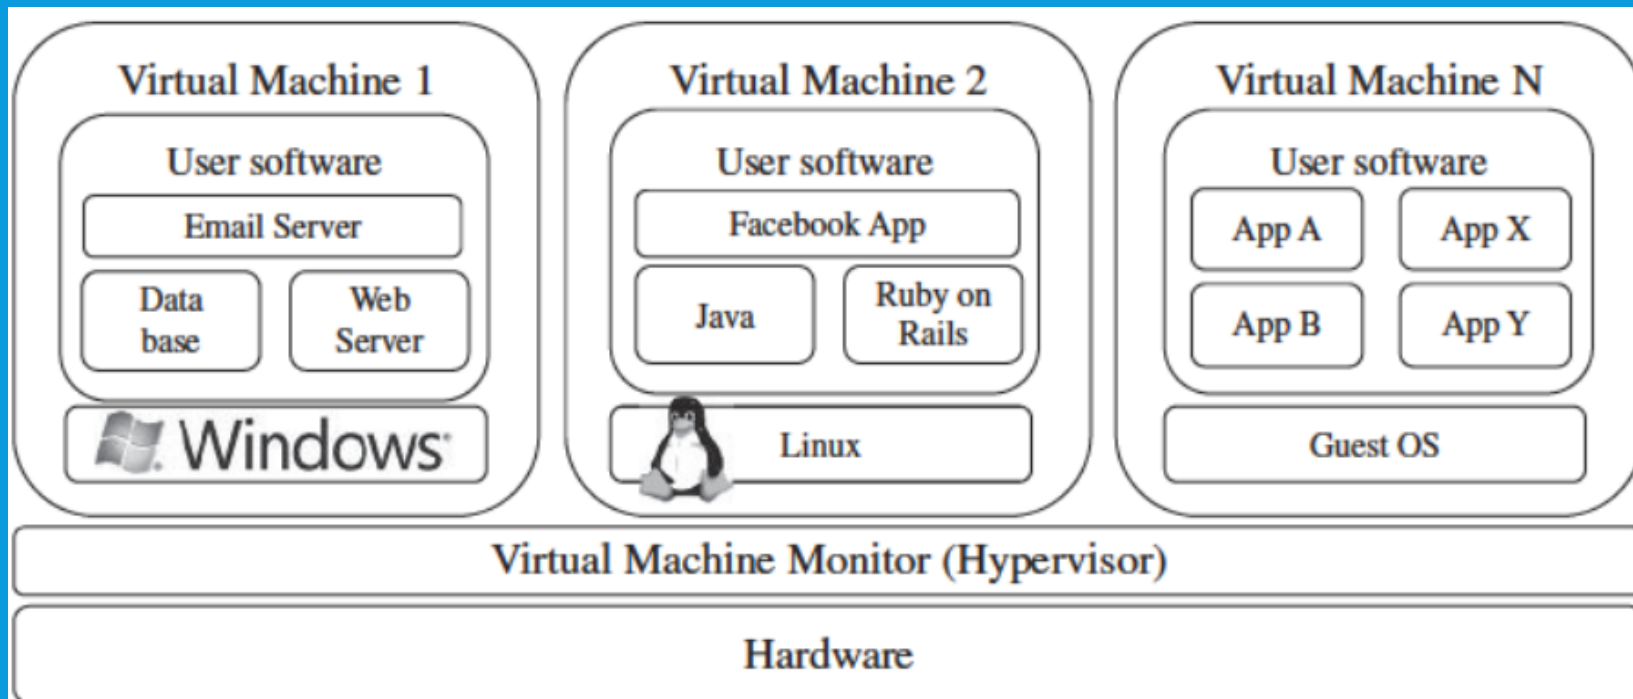 Virtual Machine 1
User software
Email Server
Data
base
Web
Server
Windows
Virtual Machine 2
User software
Facebook App
Java
Ruby on
Rails
Linux
Virtual Machine N
User software
App A
App X
App B
App Y
Guest OS
Virtual Machine Monitor (Hypervisor)
Hardware